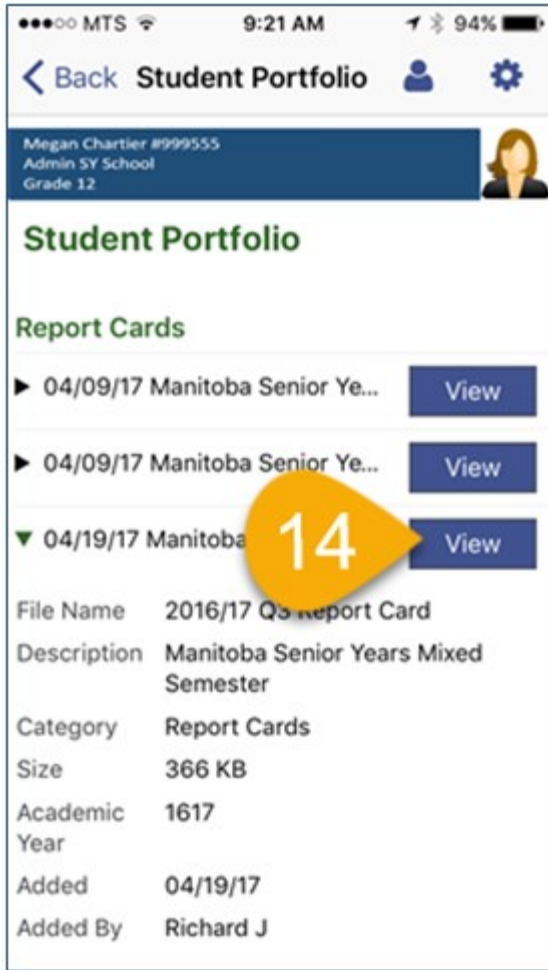 MTS 9:21 AM 94%
Back Student Portfolio
Megan Chartier #999555
Admin SY School
Grade 12
Student Portfolio
Report Cards
04/09/17 Manitoba Senior Ye... View
04/09/17 Manitoba Senior Ye... View
04/19/17 Manitoba 14 View
File Name 2016/17 Q3 Report Card
Description Manitoba Senior Years Mixed
Semester
Category Report Cards
Size 366 KB
Academic 1617
Year
Added 04/19/17
Added By Richard J